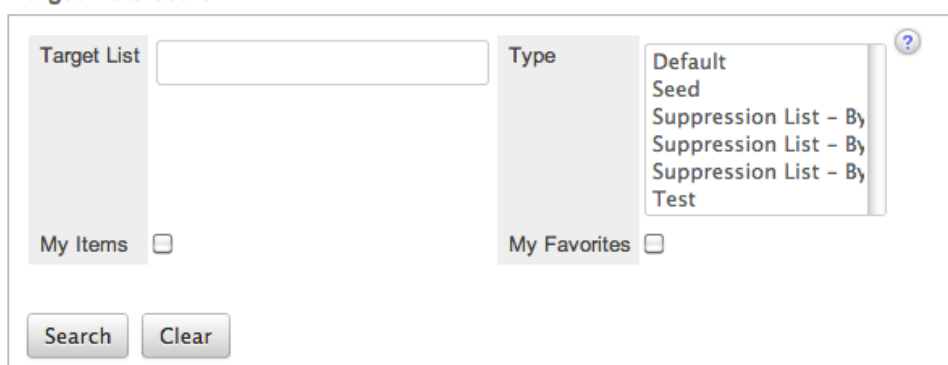 Target List
Type
Default
Seed
Suppression List – By
Suppression List – By
Suppression List – By
Test
?
My Items
My Favorites
Search
Clear